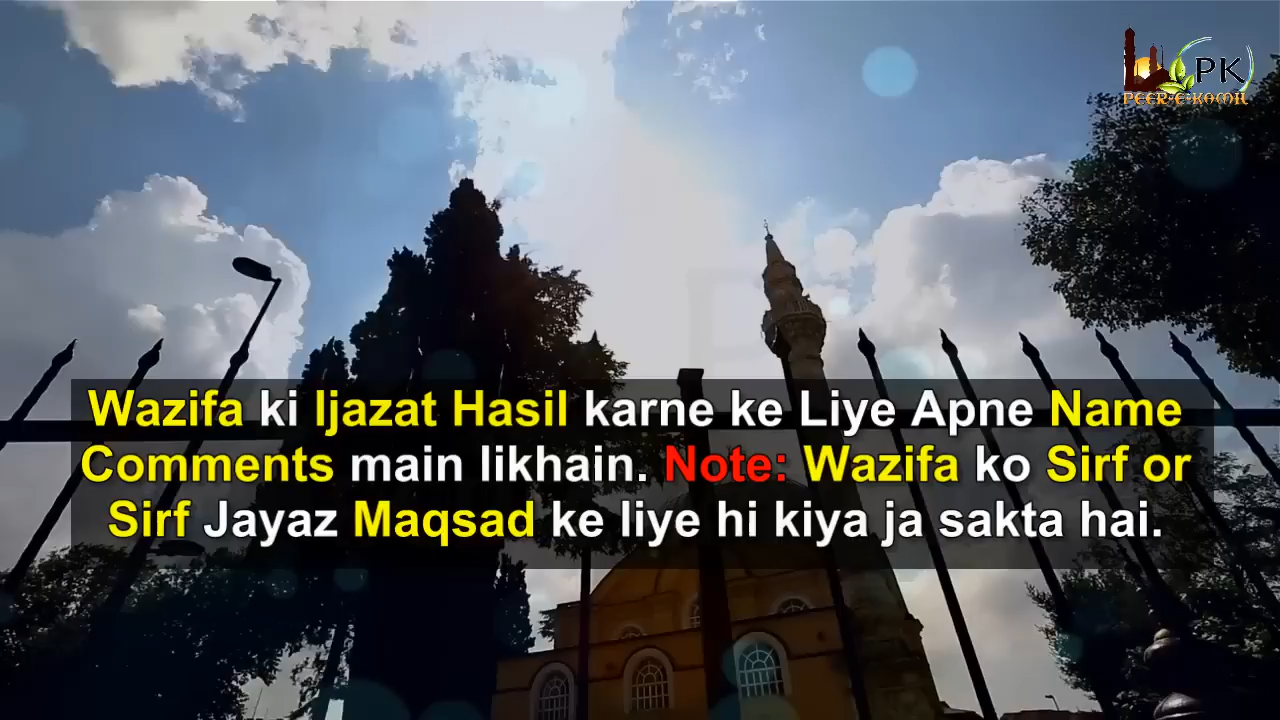 PK
PEER-E-KAMIL
Wazifa ki Ijazat Hasil karne ke Liye Apne Name
Comments main likhain. Note: Wazifa ko Sirf or
Sirf Jayaz Maqsad ke liye hi kiya ja sakta hai.